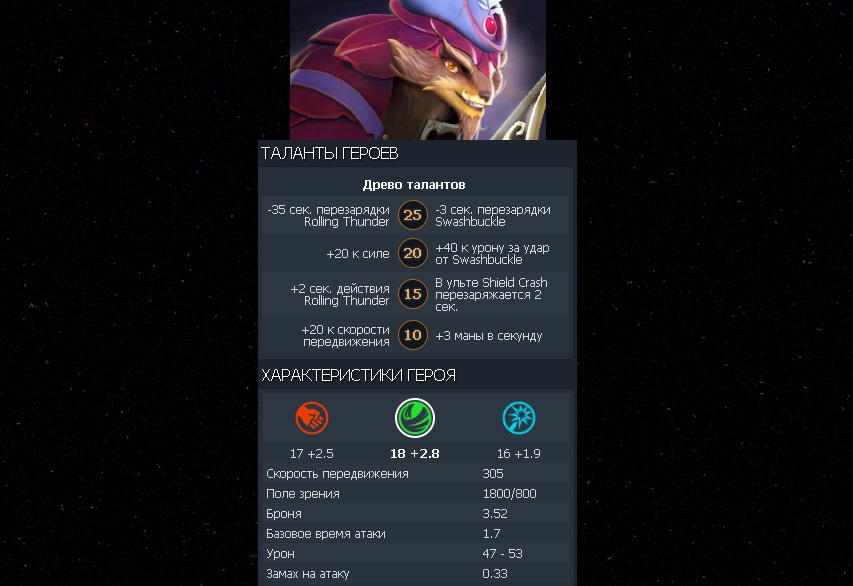 ТАЛАНТЫ ГЕРОЕВ
Древо талантов
-35 сек. перезарядки
Rolling Thunder
25
-3 сек. перезарядки
Swashbuckle
+20 к силе
20
+40 к урону за удар
от Swashbuckle
+2 сек. действия
Rolling Thunder
15
В ульте Shield Crash
перезаряжается 2
сек.
+20 к скорости
передвижения
10
+3 маны в секунду
ХАРАКТЕРИСТИКИ ГЕРОЯ
17 +2.5 18 +2.8 16 +1.9
Скорость передвижения 305
Поле зрения 1800/800
Броня 3.52
Базовое время атаки 1.7
Урон 47 - 53
Замах на атаку 0.33